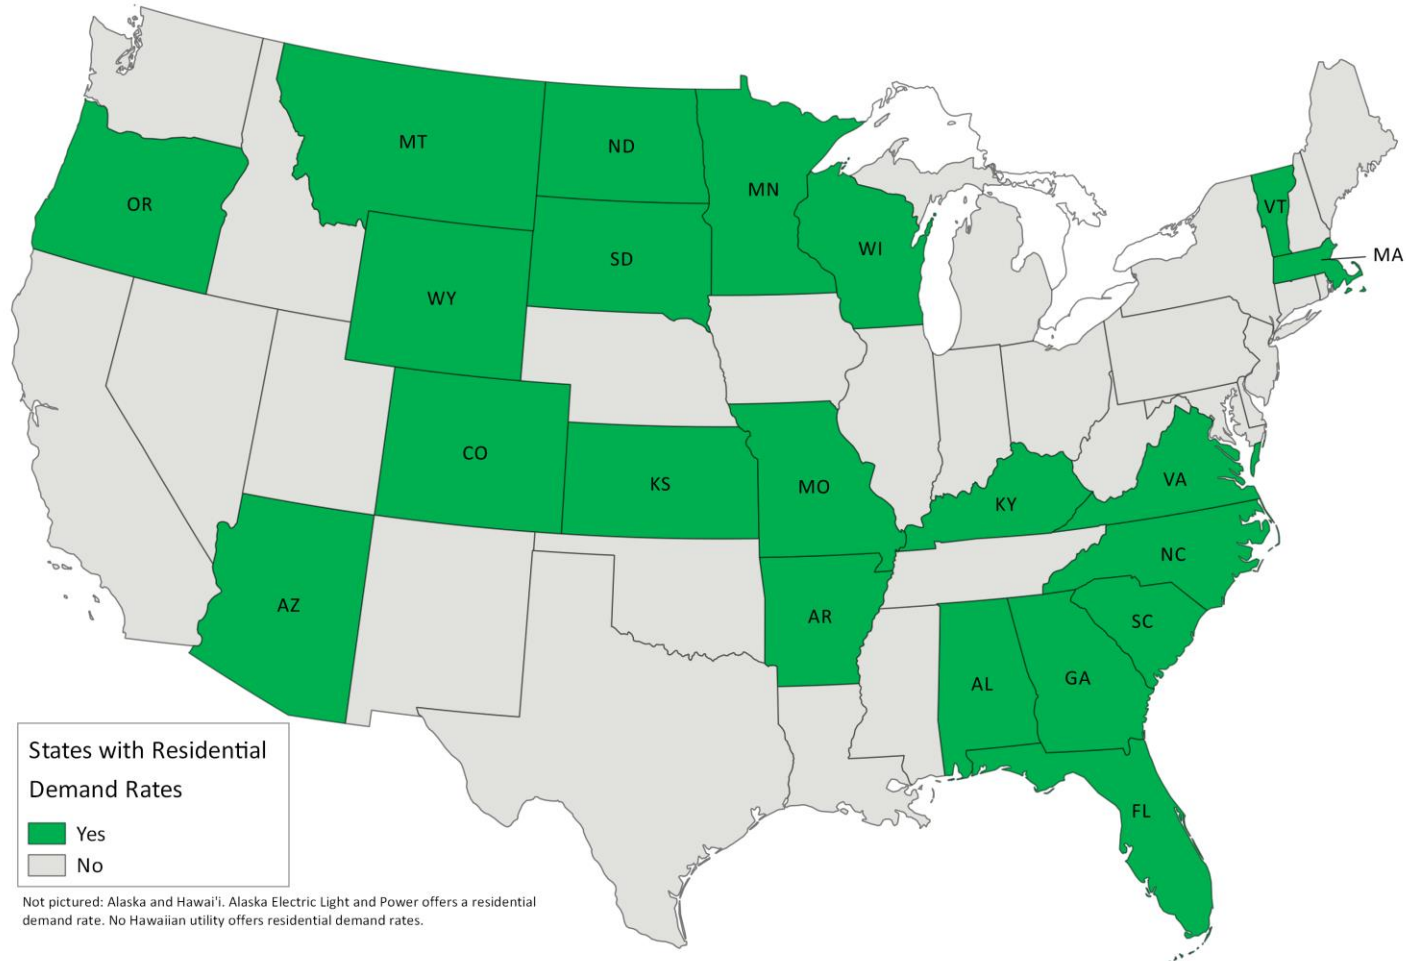 MT
ND
MN
OR
VT
WI
MA
SD
WY
CO
KS
MO
VA
KY
NC
AZ
AR
SC
AL
GA
FL
States with Residential
Demand Rates
Yes
No
Not pictured: Alaska and Hawai'i. Alaska Electric Light and Power offers a residential
demand rate. No Hawaiian utility offers residential demand rates.